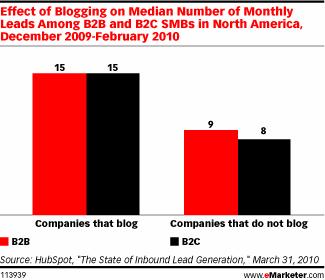 Effect of Blogging on Median Number of Monthly
Leads Among B2B and B2C SMBs in North America,
December 2009-February 2010
15 15
9 8
Companies that blog Companies that do not blog
B2B B2C
Source: HubSpot, "The State of Inbound Lead Generation," March 31, 2010
113939 www.eMarketer.com